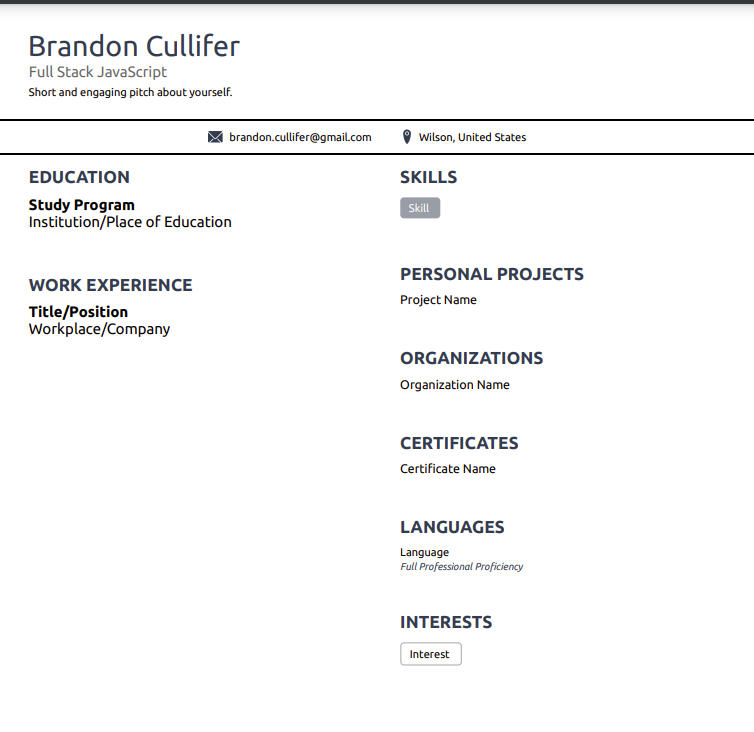 Brandon Cullifer
Full Stack JavaScript
Short and engaging pitch about yourself.
brandon.cullifer@gmail.com
Wilson, United States
EDUCATION
Study Program
Institution/Place of Education
WORK EXPERIENCE
Title/Position
Workplace/Company
SKILLS
Skill
PERSONAL PROJECTS
Project Name
ORGANIZATIONS
Organization Name
CERTIFICATES
Certificate Name
LANGUAGES
Language
Full Professional Proficiency
INTERESTS
Interest